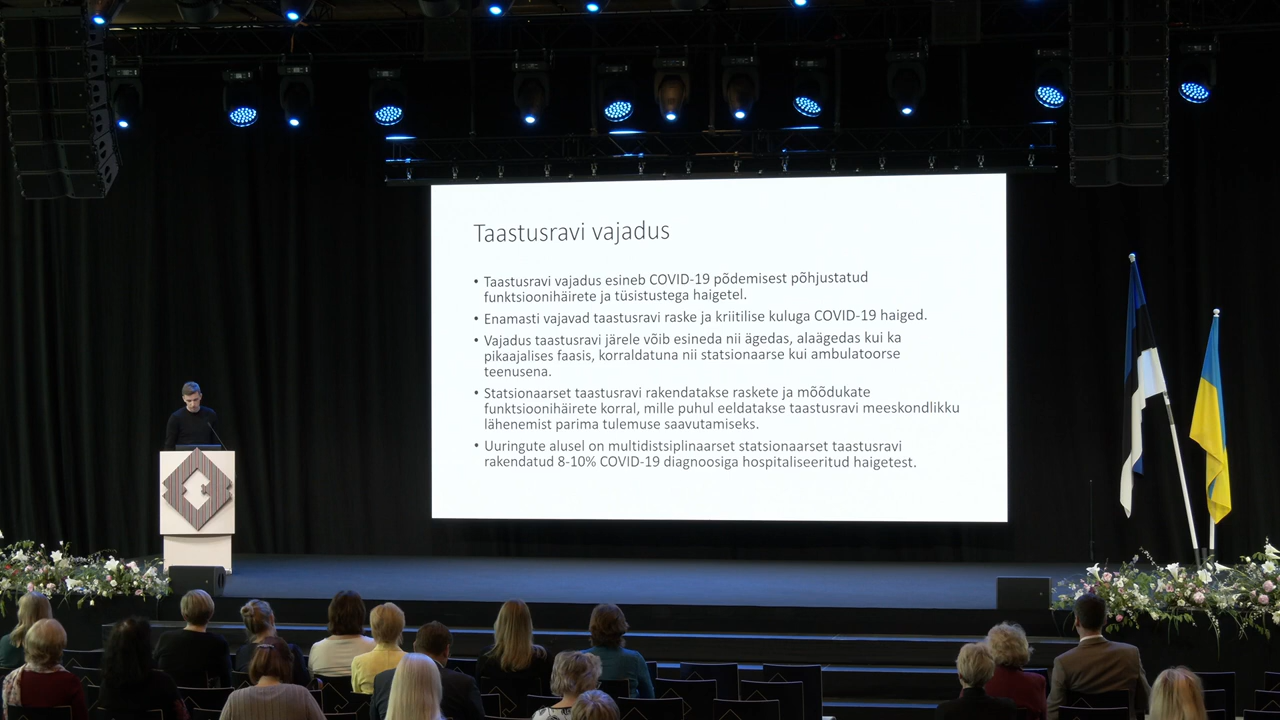 Taastusravi vajadus
• Taastusravi vajadus esineb COVID-19 põdemisest põhjustatud
funktsioonihäirete ja tüsistustega haigetel.
• Enamasti vajavad taastusravi raske ja kriitilise kuluga COVID-19 haiged.
• Vajadus taastusravi järele võib esineda nii ägedas, alaägedas kui ka
pikaajalises faasis, korraldatuna nii statsionaarse kui ambulatoorse
teenusena.
• Statsionaarset taastusravi rakendatakse raskete ja mõõdukate
funktsioonihäirete korral, mille puhul eeldatakse taastusravi meeskondlikku
lähenemist parima tulemuse saavutamiseks.
• Uuringute alusel on multidistsiplinaarset statsionaarset taastusravi
rakendatud 8-10% COVID-19 diagnoosiga hospitaliseeritud haigetest.